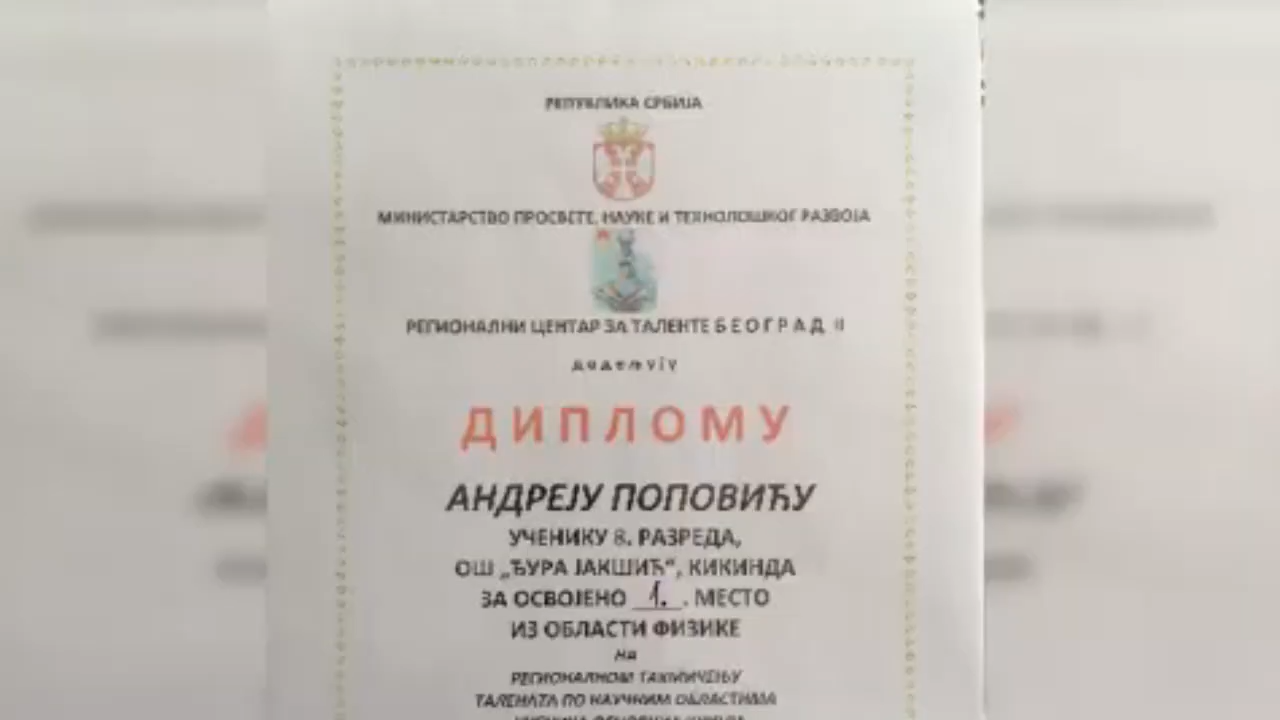 РЕПУБЛИКА СРБИЈА
МИНИСТАРСТВО ПРОСВЕТЕ, НАУКЕ И ТЕХНОЛОШКОГ РАЗВОЈА
РЕГИОНАЛНИ ЦЕНТАР ЗА ТАЛЕНТЕ БЕОГРАД II
додељују
ДИПЛОМУ
АНДРЕЈУ ПОПОВИЋУ
УЧЕНИКУ 8. РАЗРЕДА,
ОШ „ЂУРА ЈАКШИЋ“, КИКИНДА
ЗА ОСВОЈЕНО 1. . МЕСТО
ИЗ ОБЛАСТИ ФИЗИКЕ
НА
РЕГИОНАЛНОМ ТАКМИЧЕЊУ
ТАЛЕНАТА ПО НАУЧНИМ ОБЛАСТИМА